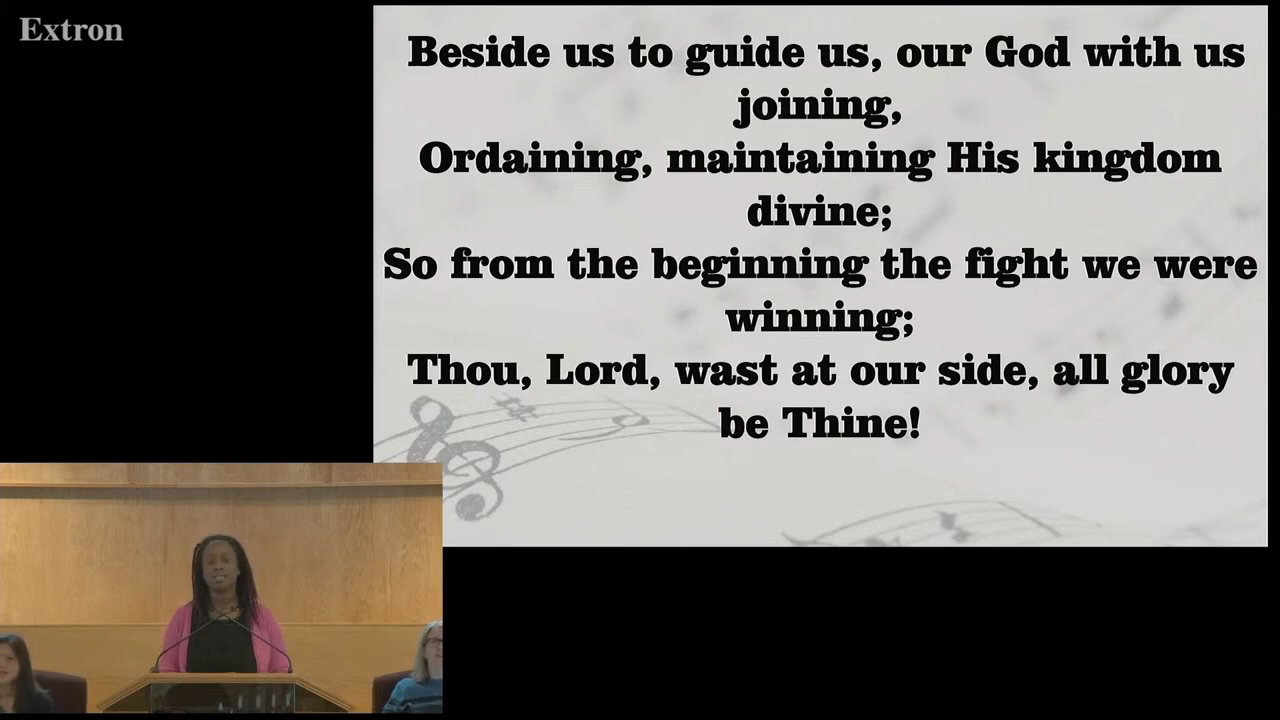 Extron
Beside us to guide us, our God with us
joining,
Ordaining, maintaining His kingdom
divine;
So from the beginning the fight we were
winning;
Thou, Lord, wast at our side, all glory
be Thine!